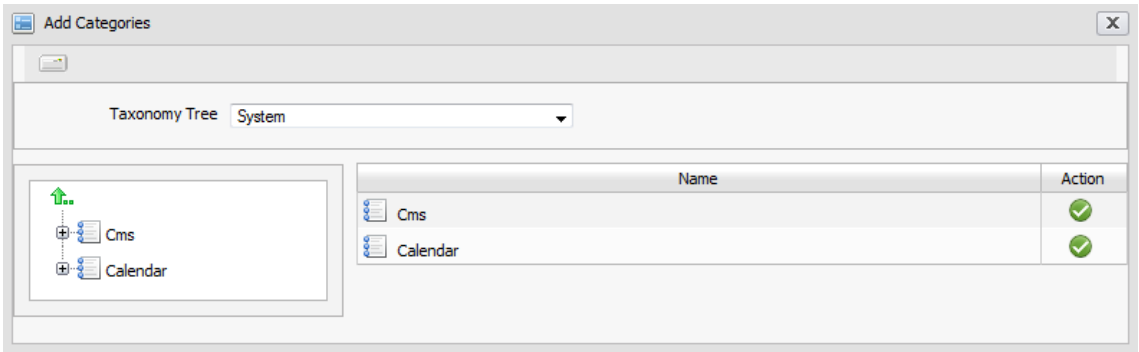 Add Categories
Taxonomy Tree System
Name Action
Cms
Calendar
Cms
Calendar